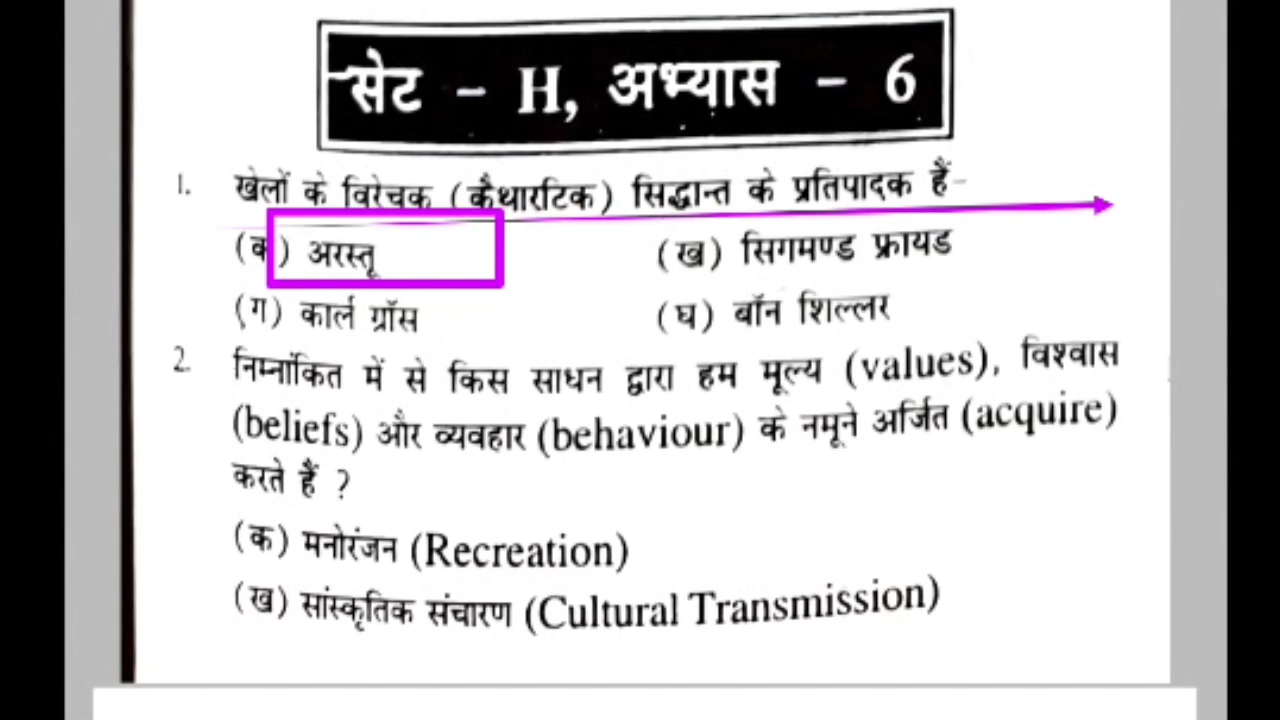 सेट - H, अभ्यास - 6
1. खेलों के विरेचक (कैथारटिक) सिद्धान्त के प्रतिपादक हैं-
(क) अरस्तू (ख) सिगमण्ड फ्रायड
(ग) कार्ल ग्रॉस (घ) बॉन शिल्लर
2. निम्नांकित में से किस साधन द्वारा हम मूल्य (values), विश्वास
(beliefs) और व्यवहार (behaviour) के नमूने अर्जित (acquire)
करते हैं ?
(क) मनोरंजन (Recreation)
(ख) सांस्कृतिक संचारण (Cultural Transmission)